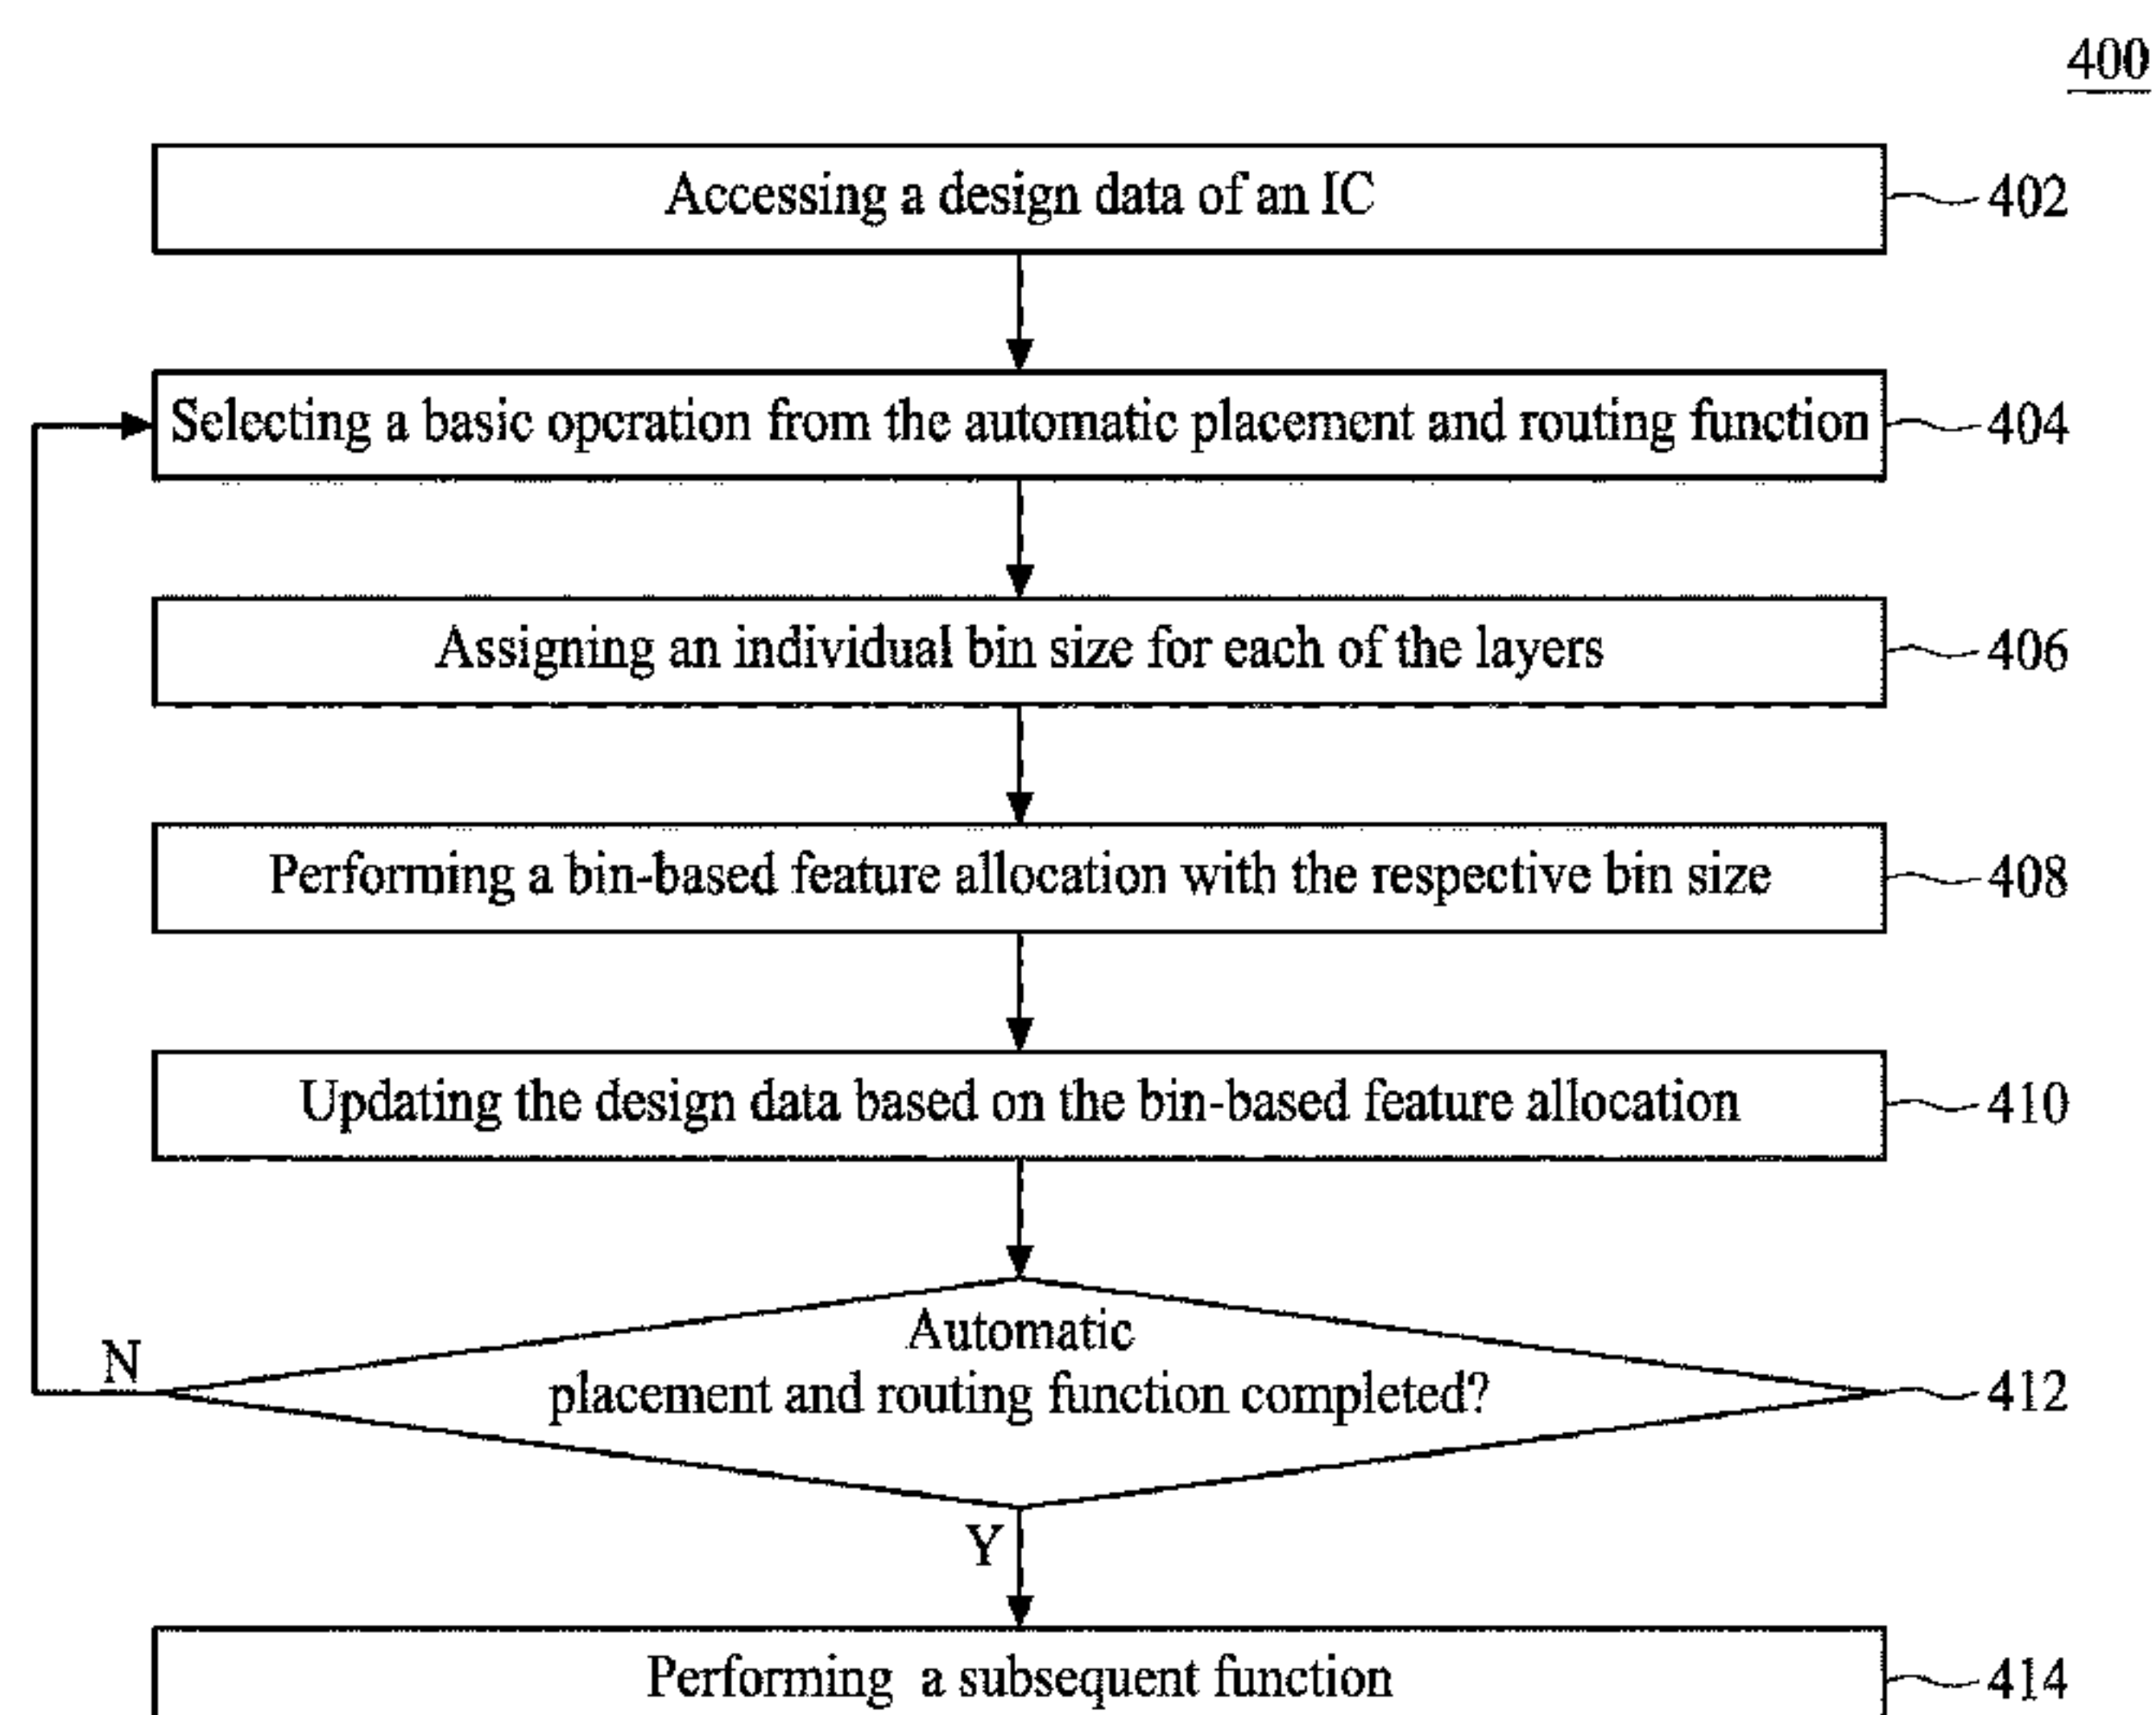 400
Accessing a design data of an IC
402
Selecting a basic operation from the automatic placement and routing function
404
Assigning an individual bin size for each of the layers
406
Performing a bin-based feature allocation with the respective bin size
408
Updating the design data based on the bin-based feature allocation
410
Automatic
placement and routing function completed?
412
N
Y
Performing a subsequent function
414